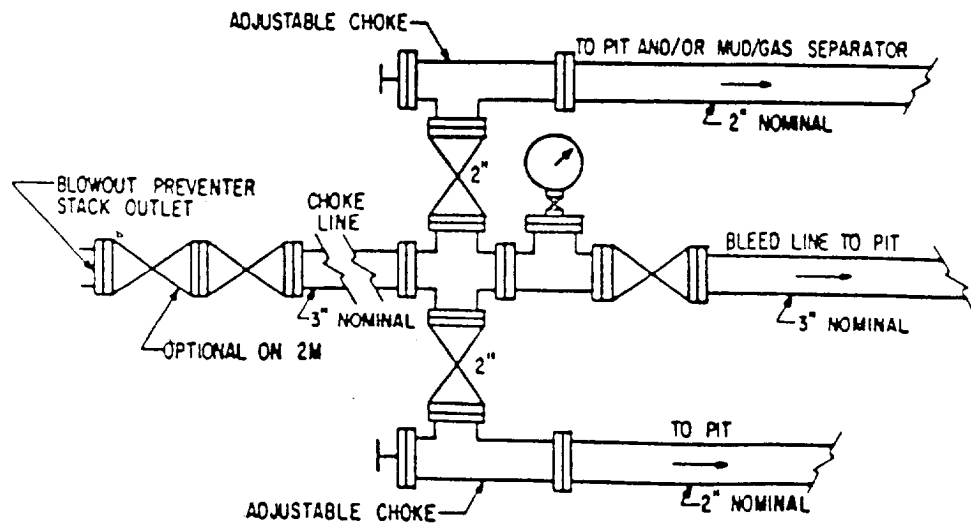 ADJUSTABLE CHOKE
TO PIT AND/OR MUD/GAS SEPARATOR
2" NOMINAL
2"
BLOWOUT PREVENTER
STACK OUTLET
CHOKE
LINE
BLEED LINE TO PIT
3" NOMINAL
3" NOMINAL
OPTIONAL ON 2M
2"
TO PIT
ADJUSTABLE CHOKE
2" NOMINAL